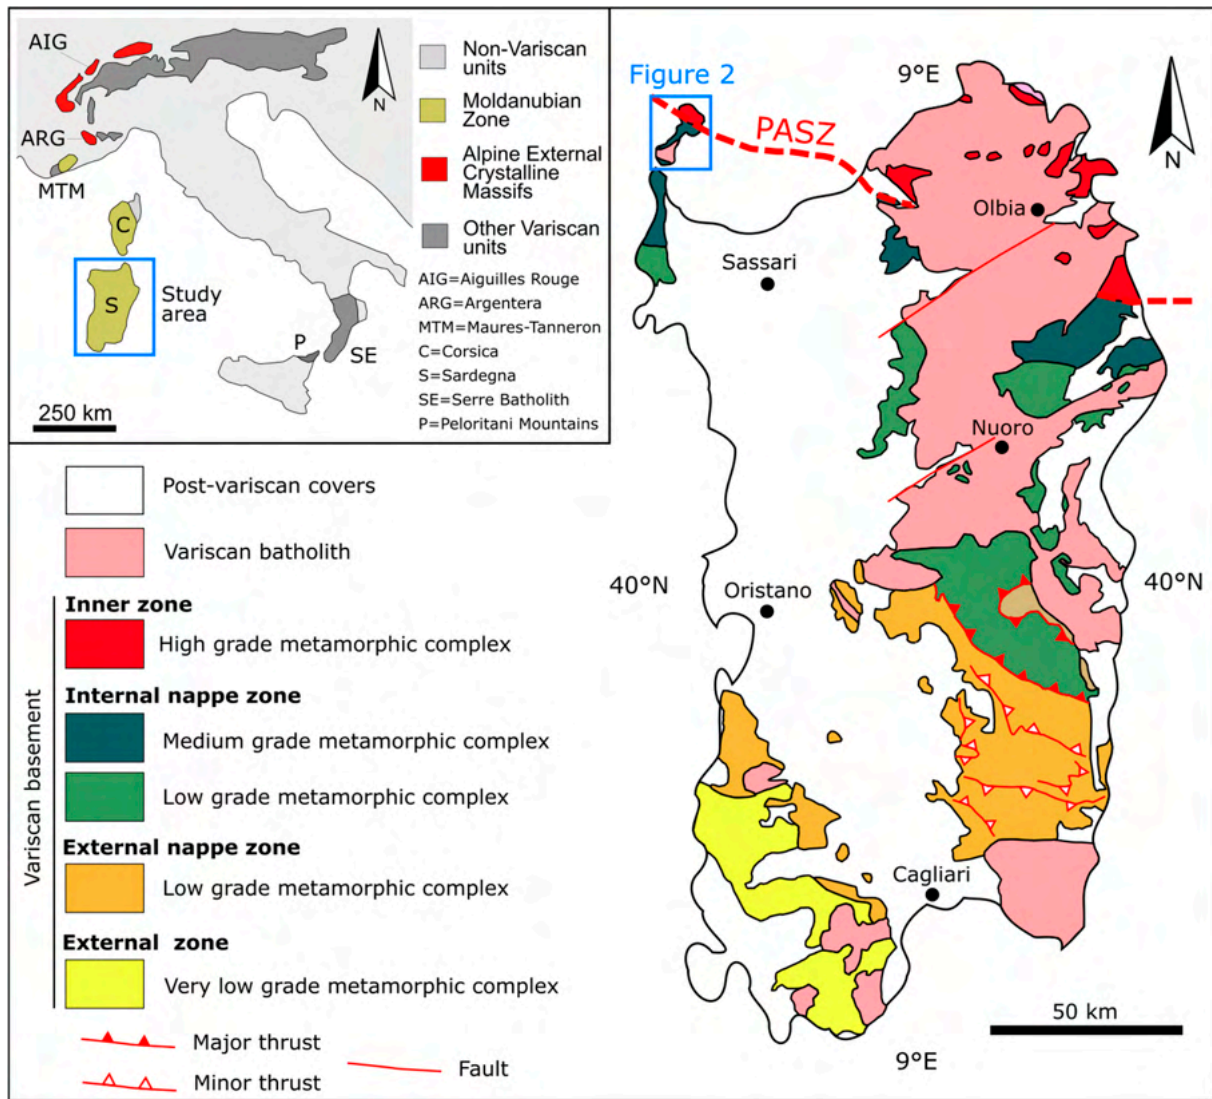 AIG
ARG
MTM
C
S
Study
area
P
SE
N
250 km
Non-Variscan
units
Moldanubian
Zone
Alpine External
Crystalline
Massifs
Other Variscan
units
AIG=Aiguilles Rouge
ARG=Argentera
MTM=Maures-Tanneron
C=Corsica
S=Sardegna
SE=Serre Batholith
P=Peloritani Mountains
Figure 2
PASZ
9°E
N
Olbia
Sassari
Nuoro
40°N
Oristano
40°N
Cagliari
50 km
9°E
Post-variscan covers
Variscan batholith
Variscan basement
Inner zone
High grade metamorphic complex
Internal nappe zone
Medium grade metamorphic complex
Low grade metamorphic complex
External nappe zone
Low grade metamorphic complex
External zone
Very low grade metamorphic complex
Major thrust
Minor thrust
Fault